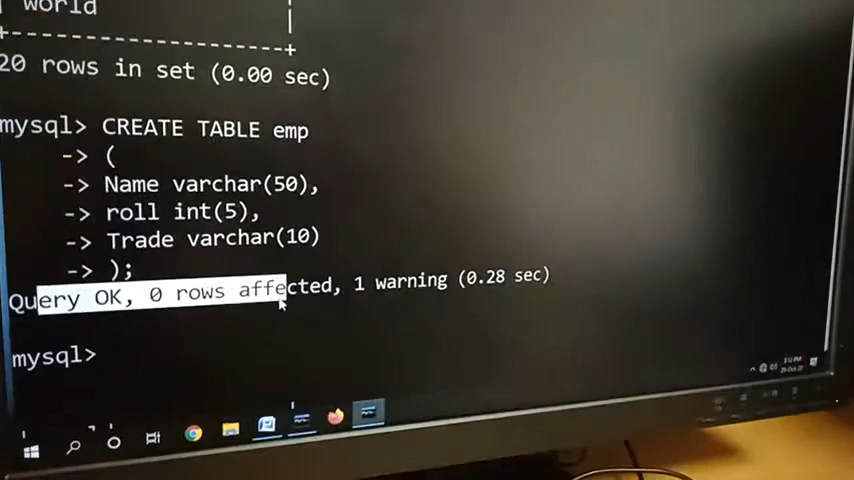 world
20 rows in set (0.00 sec)
mysql> CREATE TABLE emp
-> (
-> Name varchar(50),
-> roll int(5),
-> Trade varchar(10)
-> );
Query OK, 0 rows affected, 1 warning (0.28 sec)
mysql>